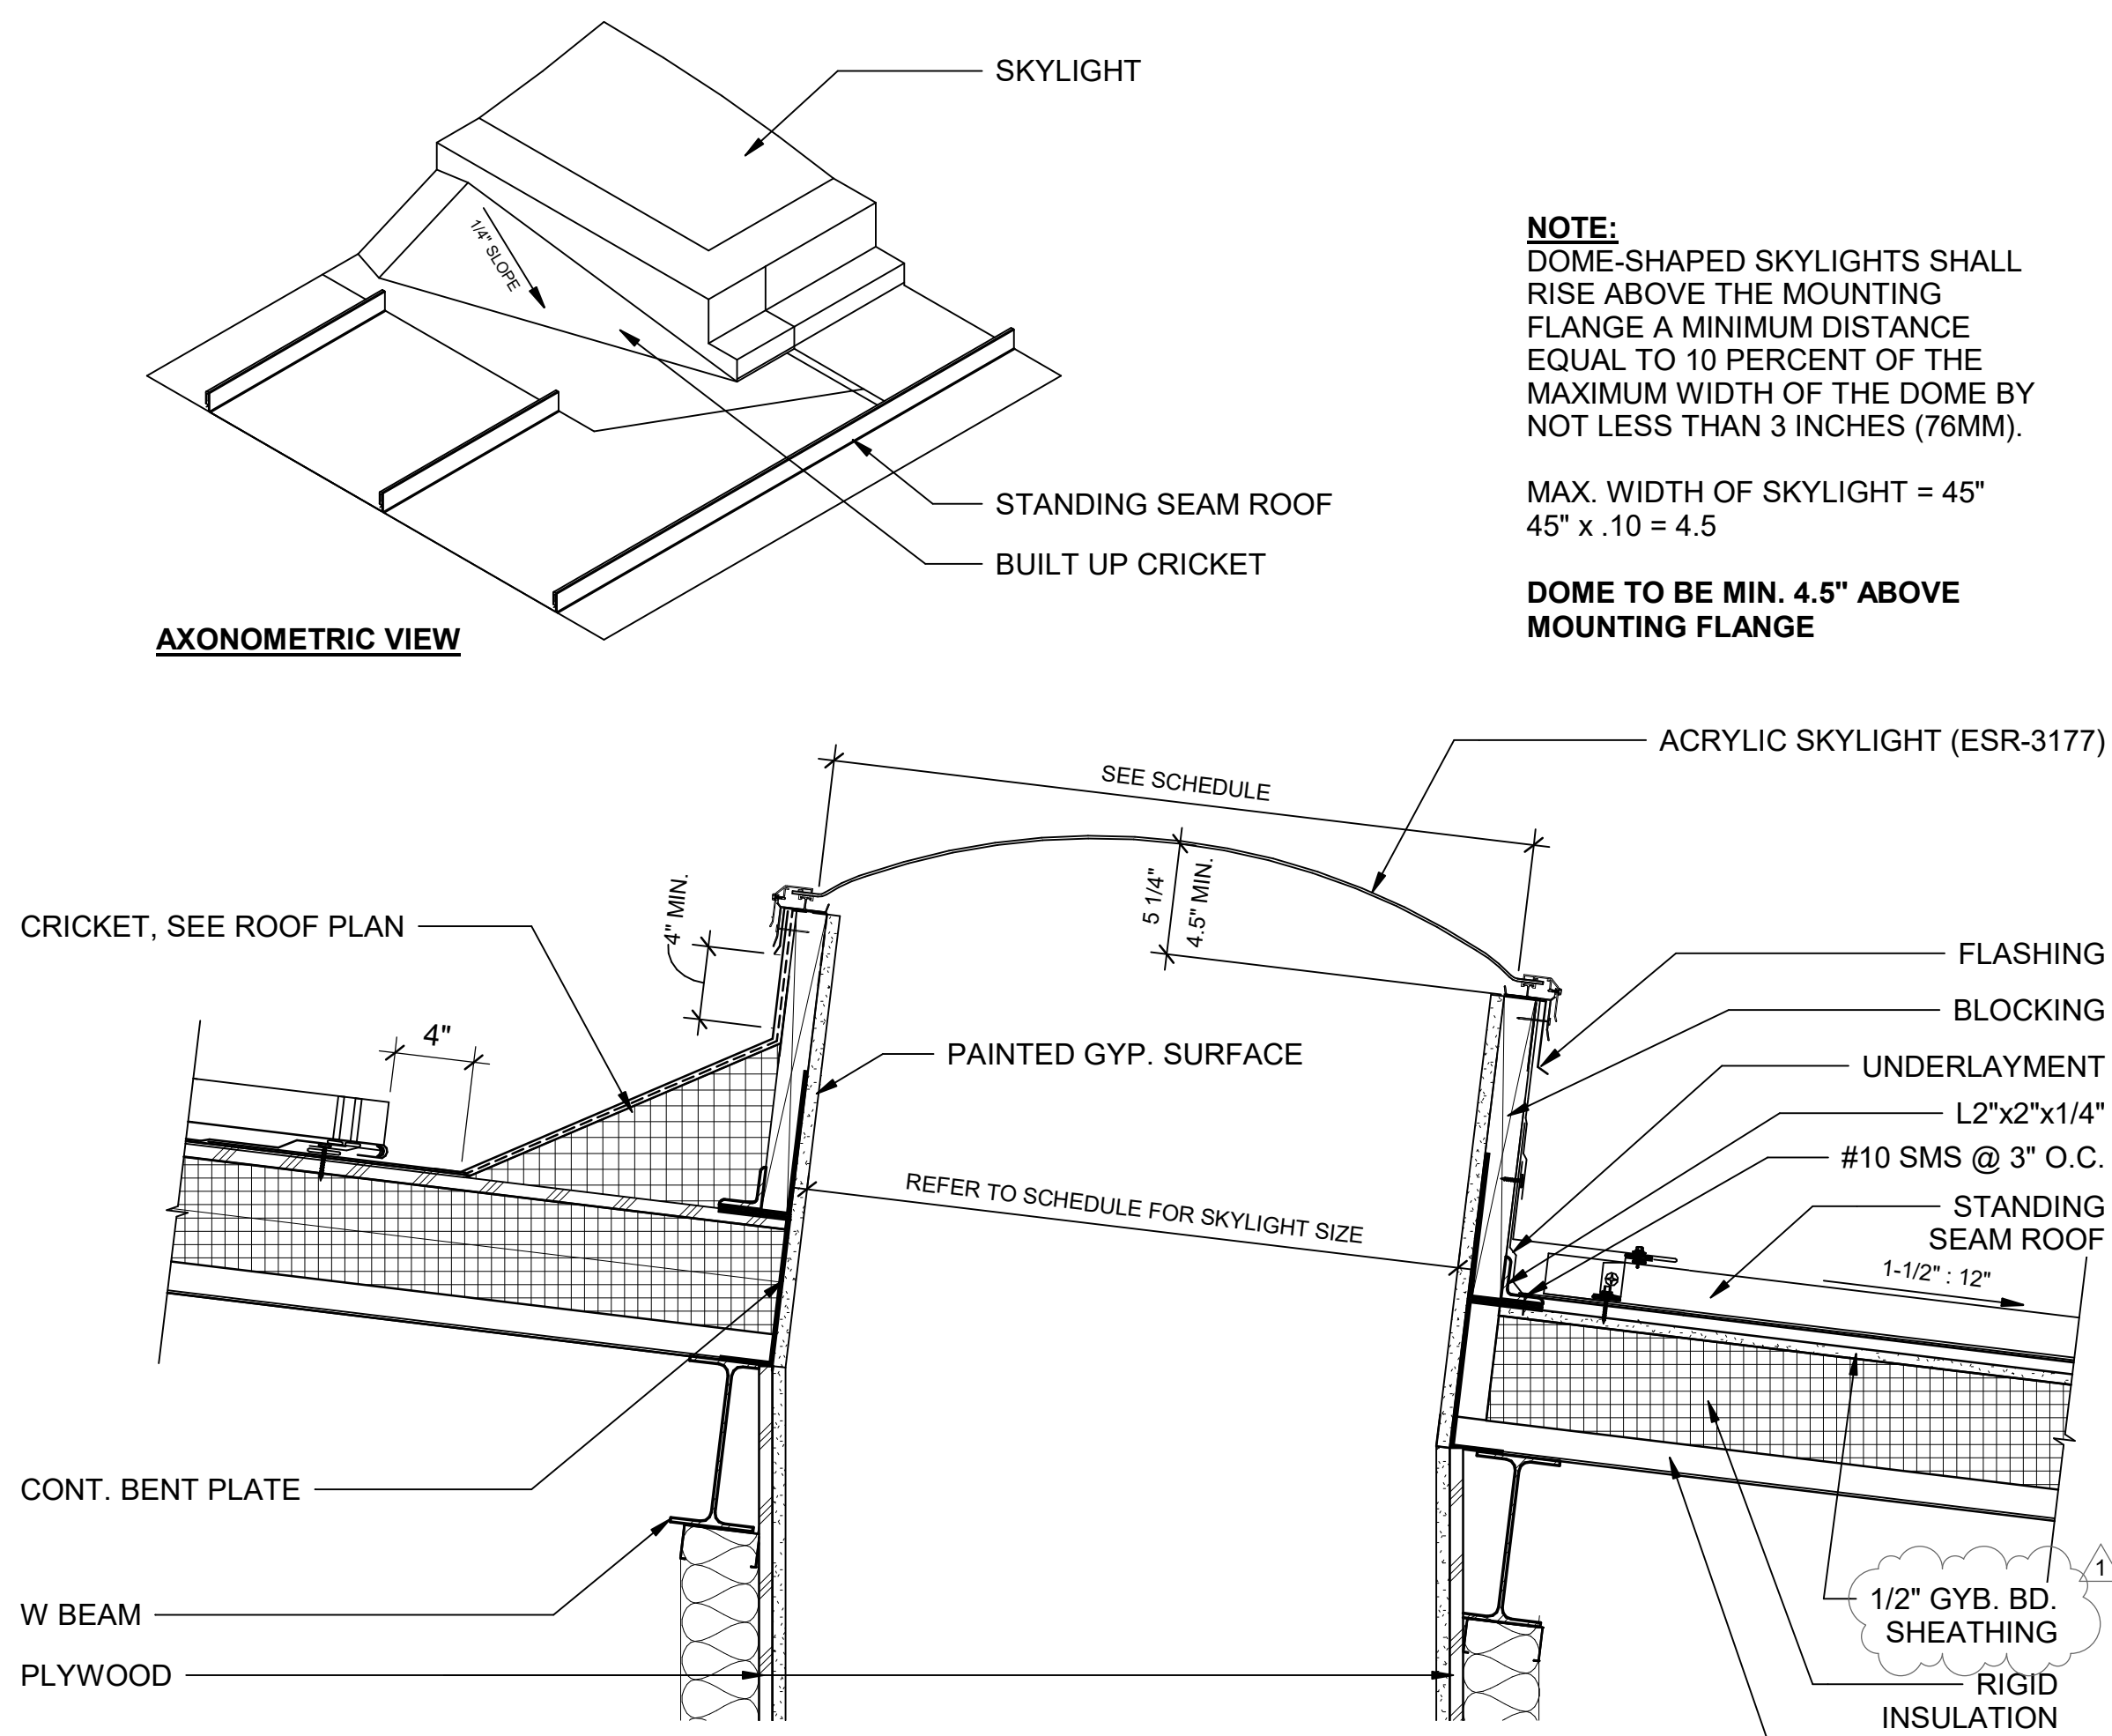 SKYLIGHT
1/4" SLOPE
STANDING SEAM ROOF
BUILT UP CRICKET
AXONOMETRIC VIEW
NOTE:
DOME-SHAPED SKYLIGHTS SHALL
RISE ABOVE THE MOUNTING
FLANGE A MINIMUM DISTANCE
EQUAL TO 10 PERCENT OF THE
MAXIMUM WIDTH OF THE DOME BY
NOT LESS THAN 3 INCHES (76MM).
MAX. WIDTH OF SKYLIGHT = 45"
45" x .10 = 4.5
DOME TO BE MIN. 4.5" ABOVE
MOUNTING FLANGE
ACRYLIC SKYLIGHT (ESR-3177)
SEE SCHEDULE
5 1/4"
4.5" MIN.
4" MIN.
CRICKET, SEE ROOF PLAN
4"
PAINTED GYP. SURFACE
FLASHING
BLOCKING
UNDERLAYMENT
L2"x2"x1/4"
#10 SMS @ 3" O.C.
STANDING
SEAM ROOF
1-1/2" : 12"
REFER TO SCHEDULE FOR SKYLIGHT SIZE
CONT. BENT PLATE
W BEAM
PLYWOOD
1
1/2" GYB. BD.
SHEATHING
RIGID
INSULATION